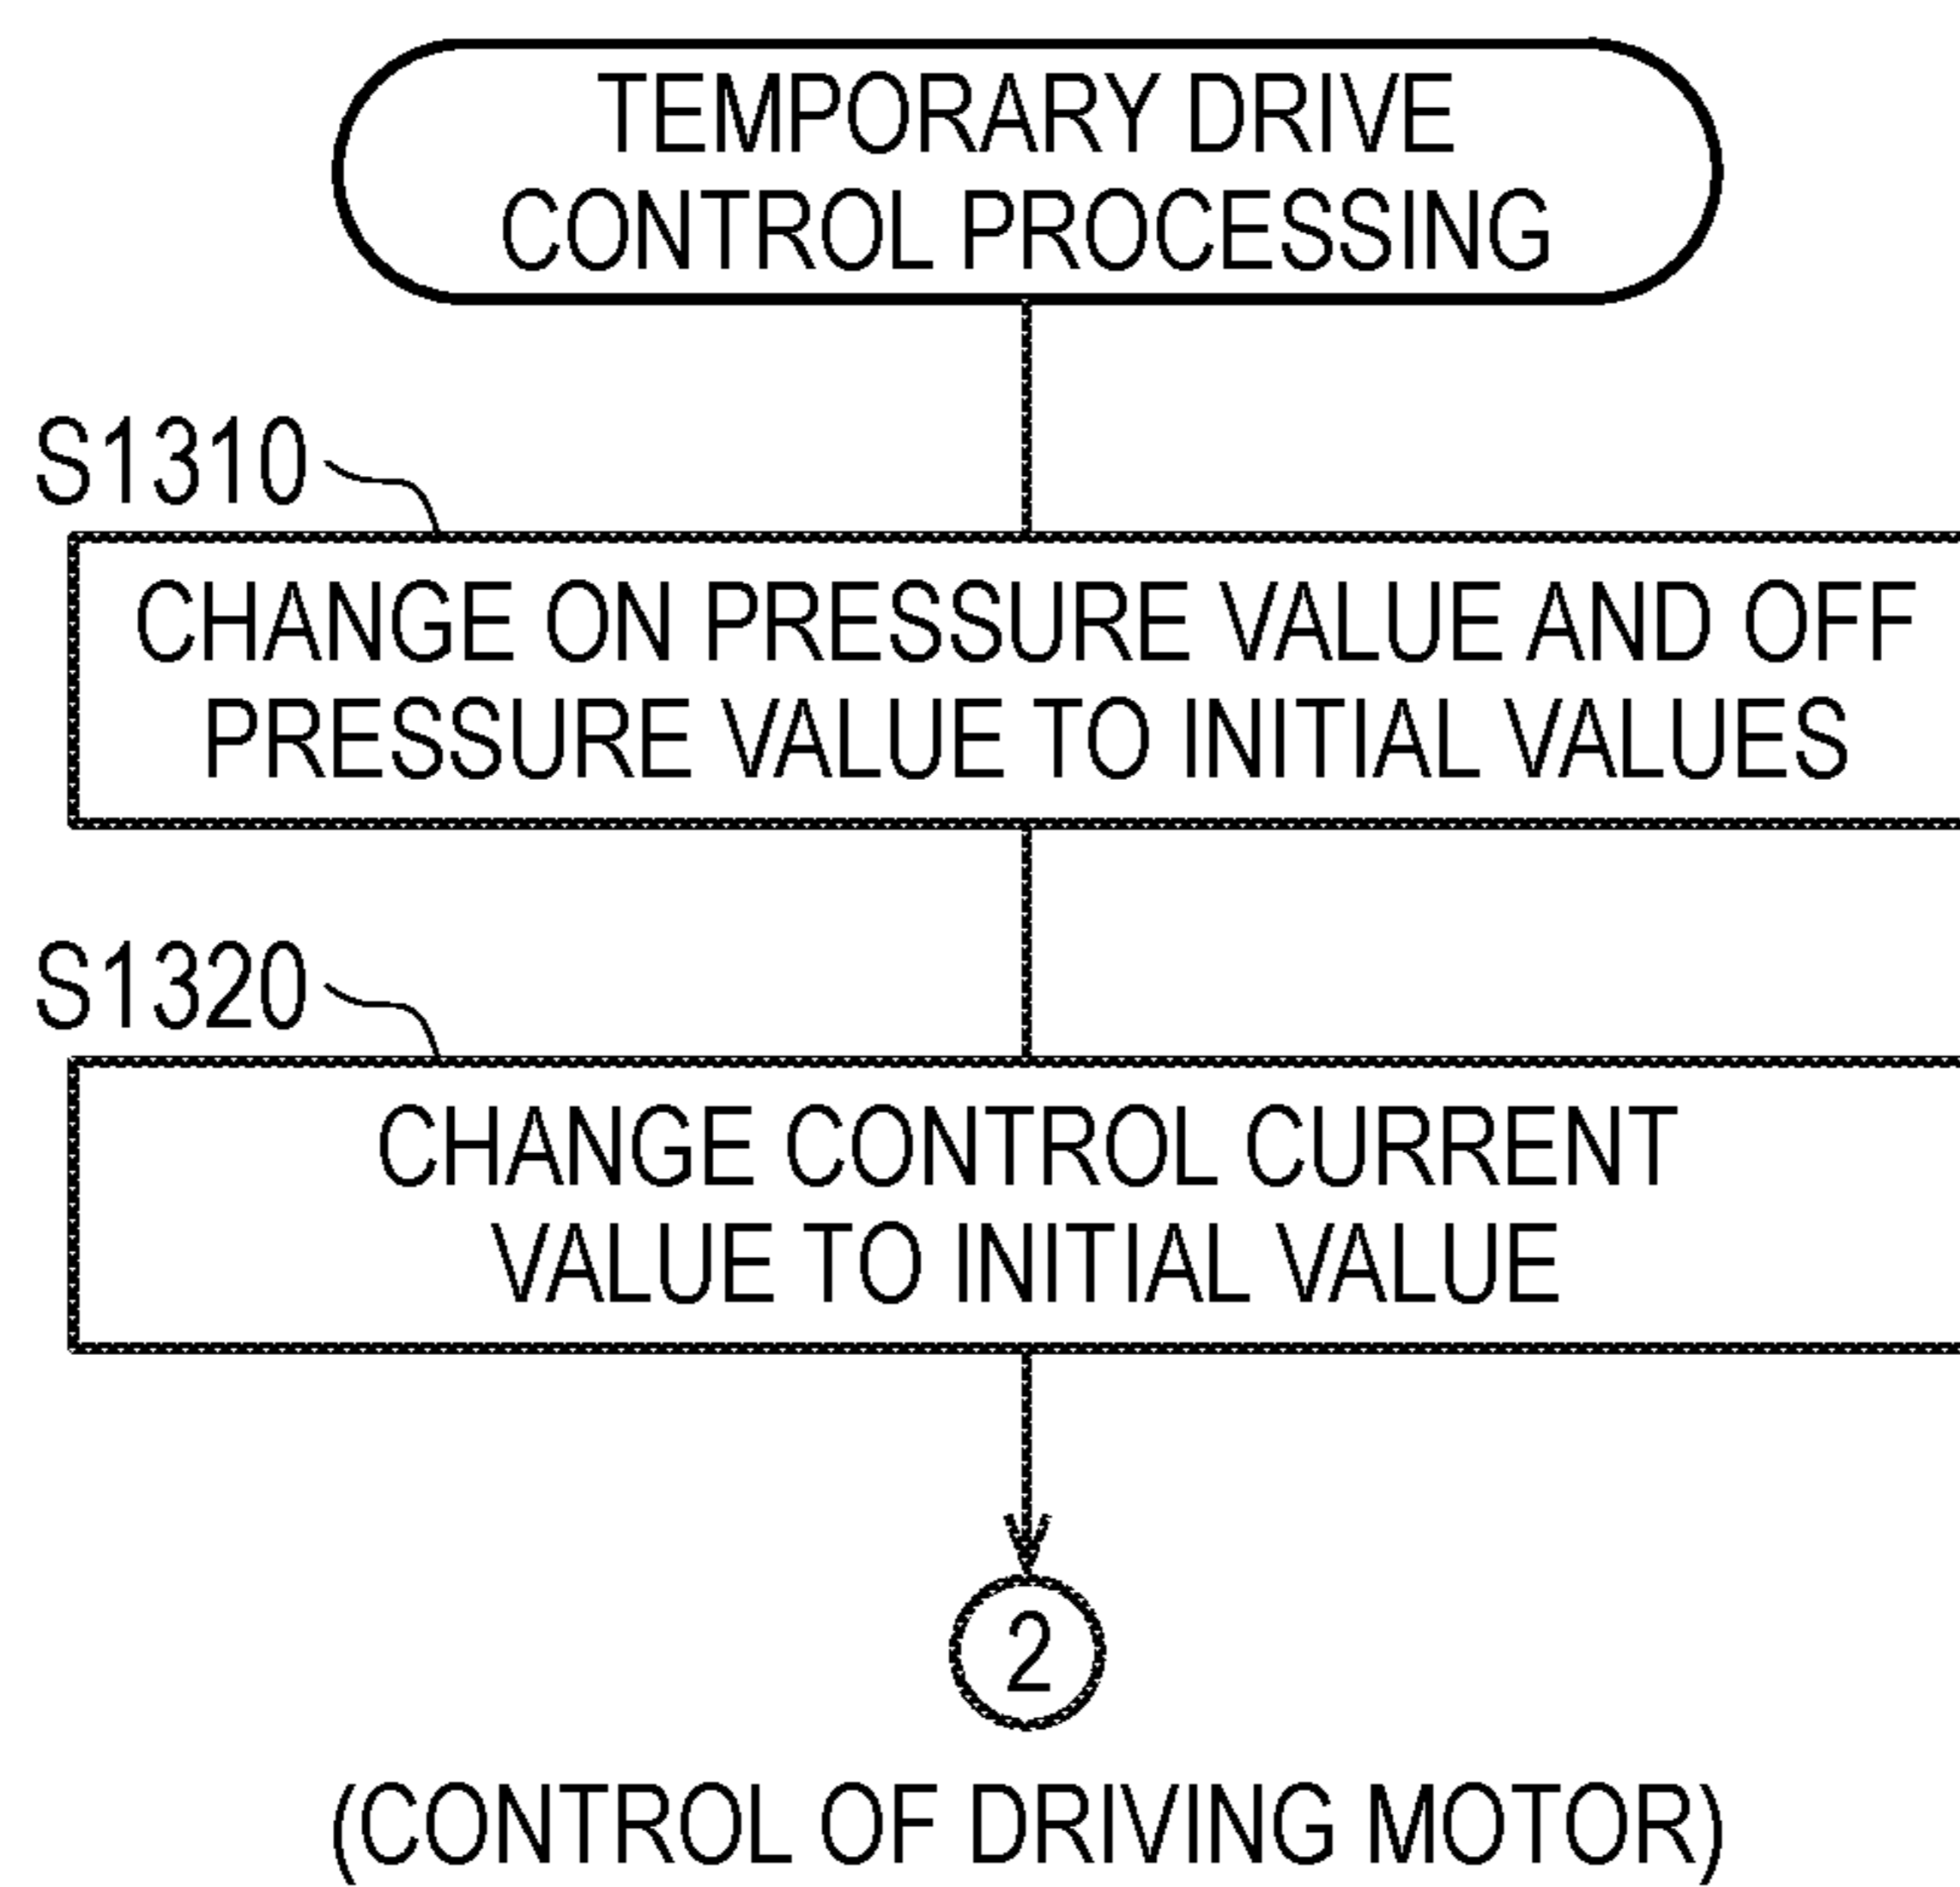 TEMPORARY DRIVE
CONTROL PROCESSING
S1310
CHANGE ON PRESSURE VALUE AND OFF
PRESSURE VALUE TO INITIAL VALUES
S1320
CHANGE CONTROL CURRENT
VALUE TO INITIAL VALUE
2
(CONTROL OF DRIVING MOTOR)